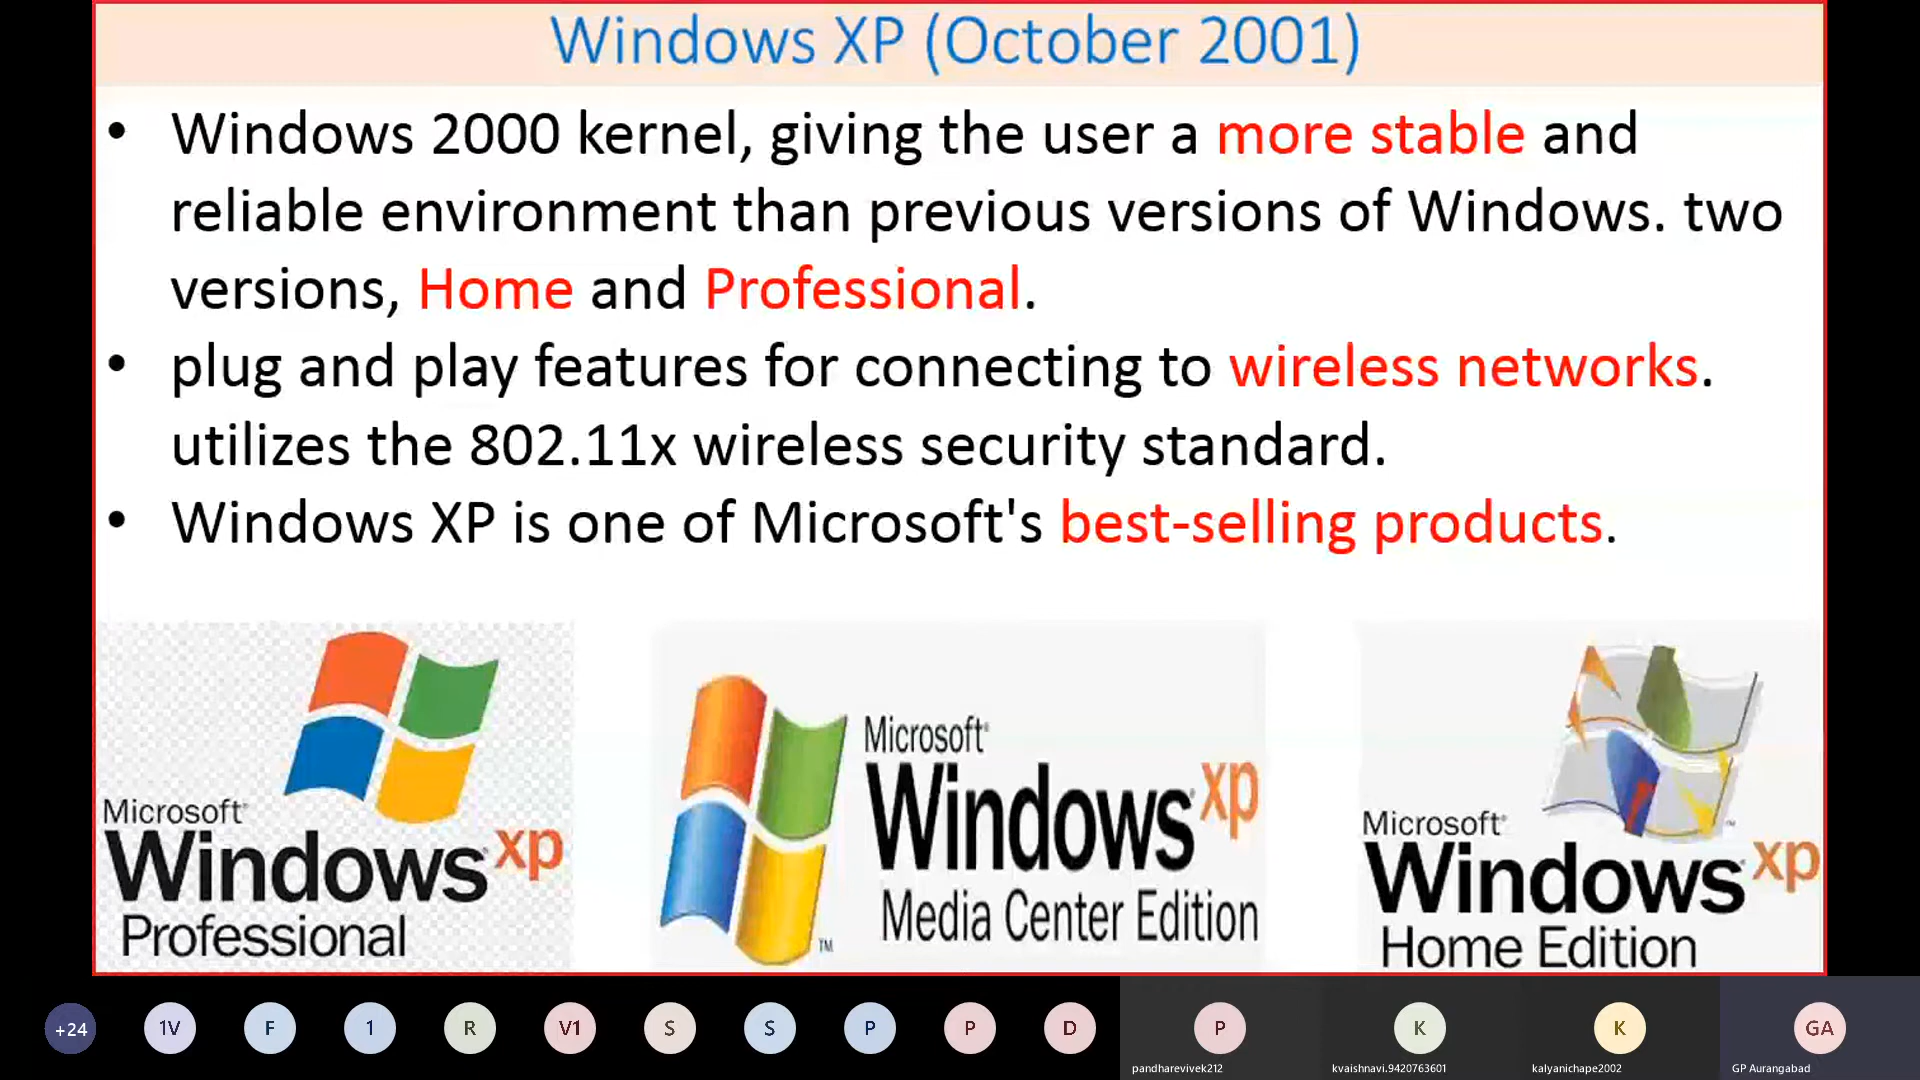 Windows XP (October 2001)
• Windows 2000 kernel, giving the user a more stable and
reliable environment than previous versions of Windows. two
versions, Home and Professional.
• plug and play features for connecting to wireless networks.
utilizes the 802.11x wireless security standard.
• Windows XP is one of Microsoft's best-selling products.
Microsoft®
Windows® xp
Professional
Microsoft®
Windows® xp
Media Center Edition
TM
Microsoft®
Windows® xp
Home Edition
+24
1V
F
1
R
V1
S
S
P
P
D
P
K
K
GA
pandharevivek212
kvaishnavi.9420763601
kalyanichape2002
GP Aurangabad